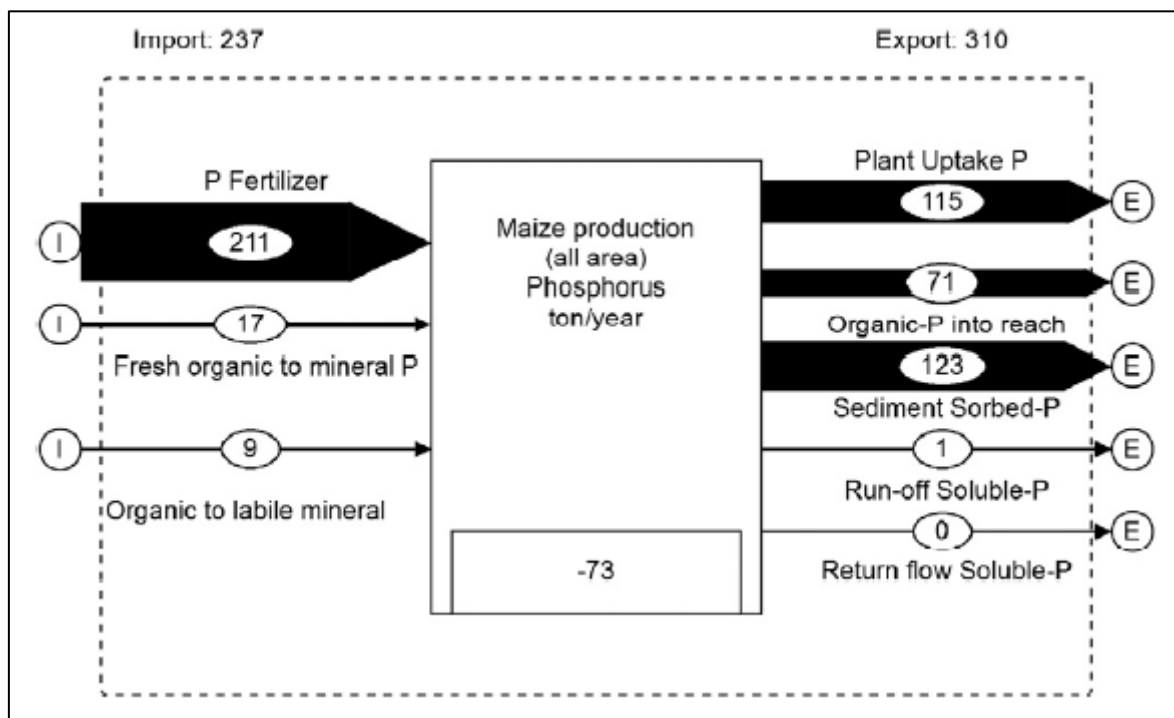 Import: 237
Export: 310
P Fertilizer
I
211
I
17
Fresh organic to mineral P
I
9
Organic to labile mineral
Maize production
(all area)
Phosphorus
ton/year
-73
Plant Uptake P
115
E
71
E
Organic-P into reach
123
E
Sediment Sorbed-P
1
E
Run-off Soluble-P
0
E
Return flow Soluble-P